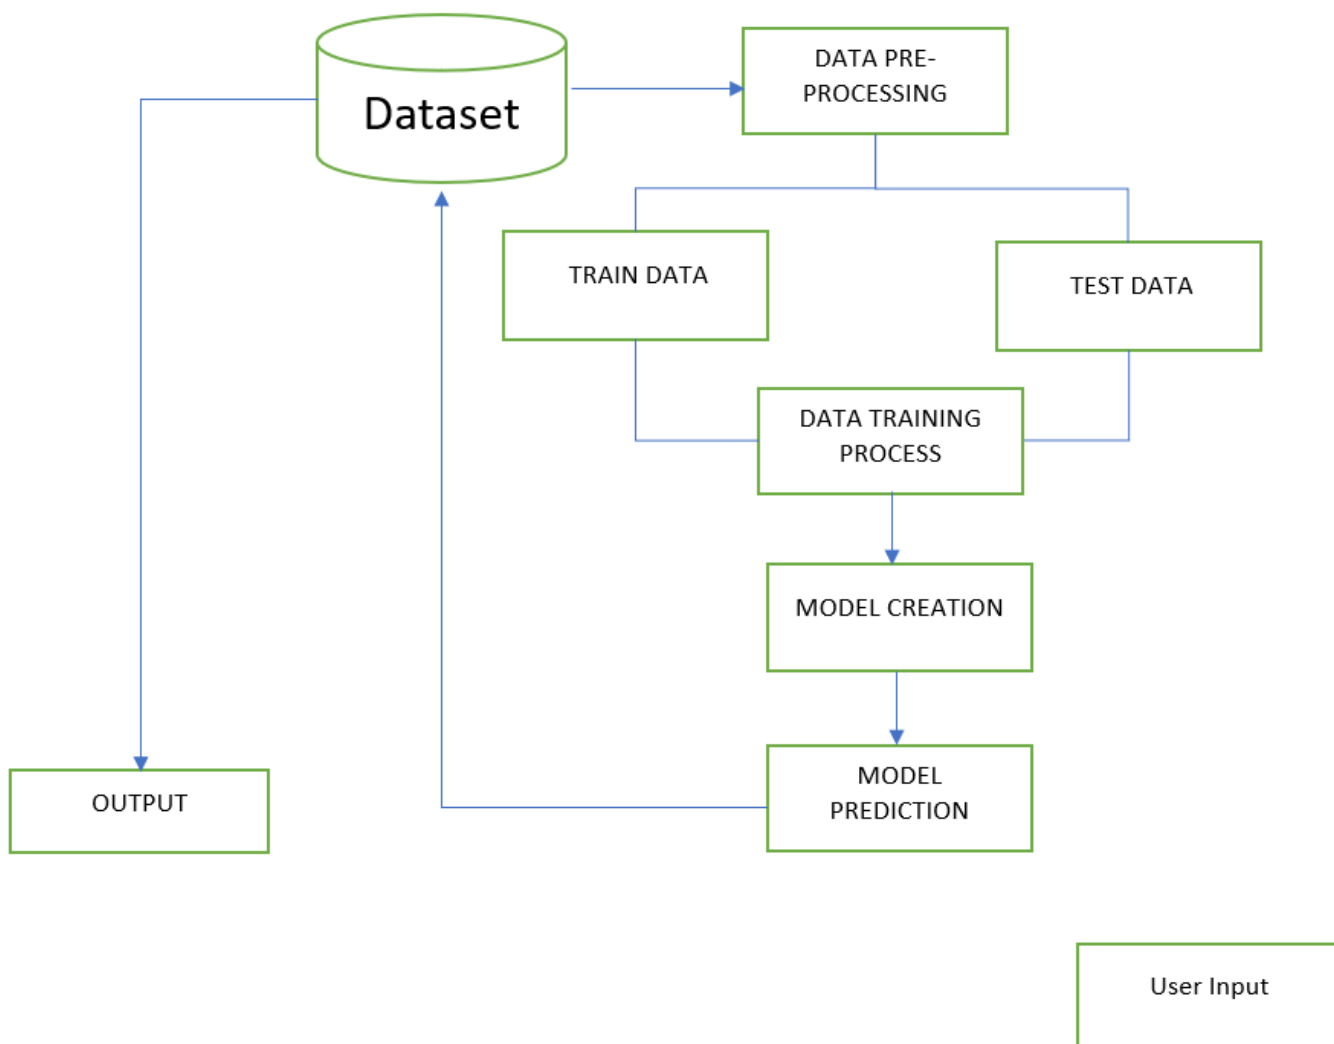 Dataset
DATA PRE-
PROCESSING
TRAIN DATA
TEST DATA
DATA TRAINING
PROCESS
MODEL CREATION
MODEL
PREDICTION
OUTPUT
User Input